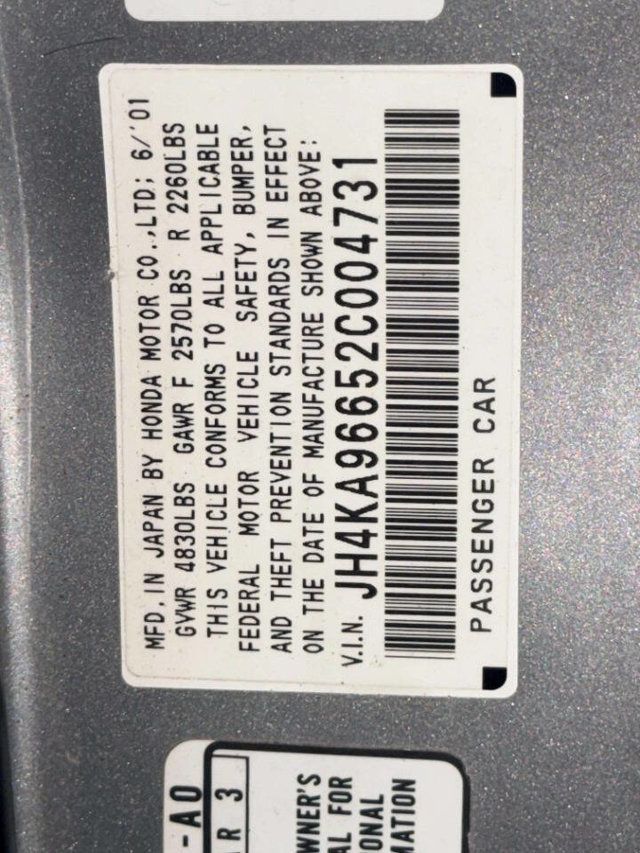 MFD. IN JAPAN BY HONDA MOTOR CO.,LTD; 6/'01
GVWR 4830LBS GAWR F 2570LBS R 2260LBS
THIS VEHICLE CONFORMS TO ALL APPLICABLE
FEDERAL MOTOR VEHICLE SAFETY, BUMPER,
AND THEFT PREVENTION STANDARDS IN EFFECT
ON THE DATE OF MANUFACTURE SHOWN ABOVE:
V.I.N. JH4KA96652C004731
PASSENGER CAR
-A0
R 3
WNER'S
AL FOR
ONAL
MATION